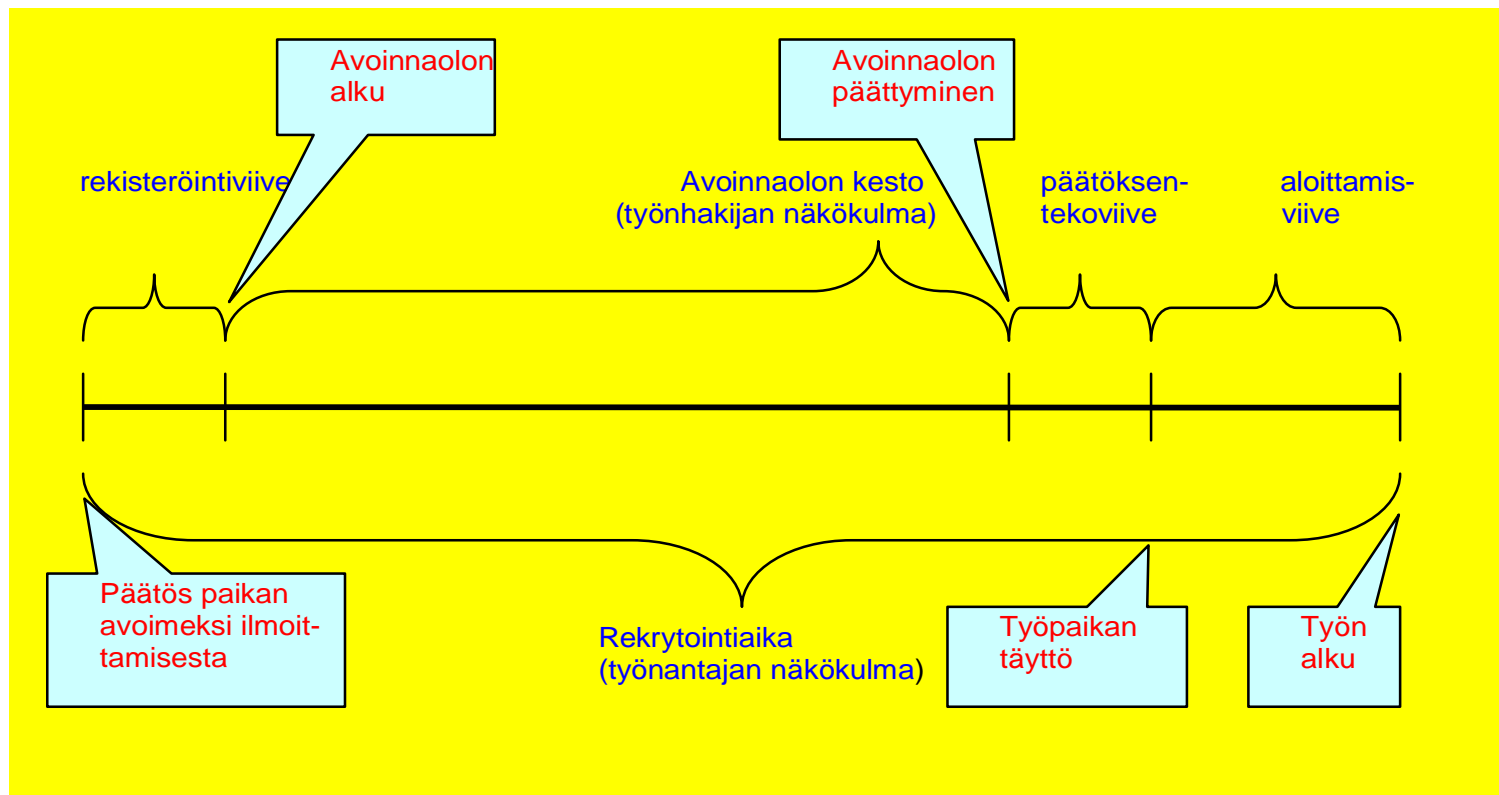 Avoinnaolon
alku
Avoinnaolon
päättyminen
rekisteröintiviive
Avoinnaolon kesto
(työnhakijan näkökulma)
päätöksen-
tekoviive
aloittamis-
viive
Päätös paikan
avoimeksi ilmoit-
tamisesta
Rekrytointiaika
(työnantajan näkökulma)
Työpaikan
täyttö
Työn
alku